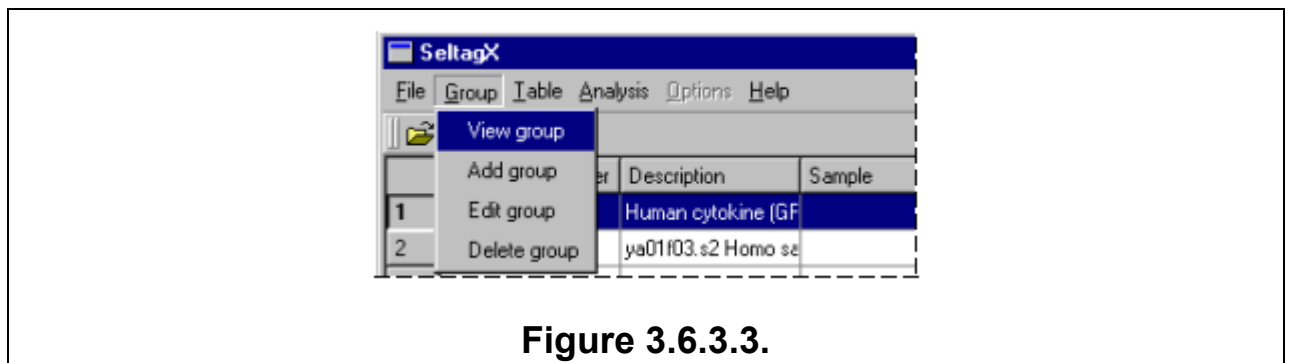 SeltagX
File Group Table Analysis Options Help
View group
Add group
er Description Sample
1 Edit group Human cytokine (GF
2 Delete group ya01f03.s2 Homo sa
Figure 3.6.3.3.